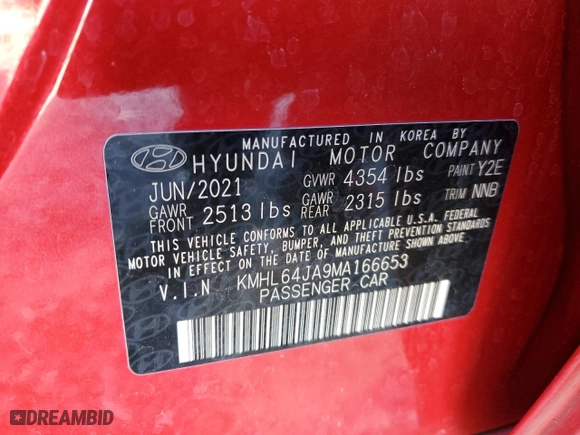 MANUFACTURED IN KOREA BY
HYUNDAI MOTOR COMPANY
JUN/2021 GVWR 4354 lbs PAINT Y2E
GAWR FRONT 2513 lbs GAWR REAR 2315 lbs TRIM NNB
THIS VEHICLE CONFORMS TO ALL APPLICABLE U.S.A. FEDERAL
MOTOR VEHICLE SAFETY, BUMPER, AND THEFT PREVENTION STANDARDS
IN EFFECT ON THE DATE OF MANUFACTURE SHOWN ABOVE.
V.I.N KMHL64JA9MA166653
PASSENGER CAR
DREAMBID